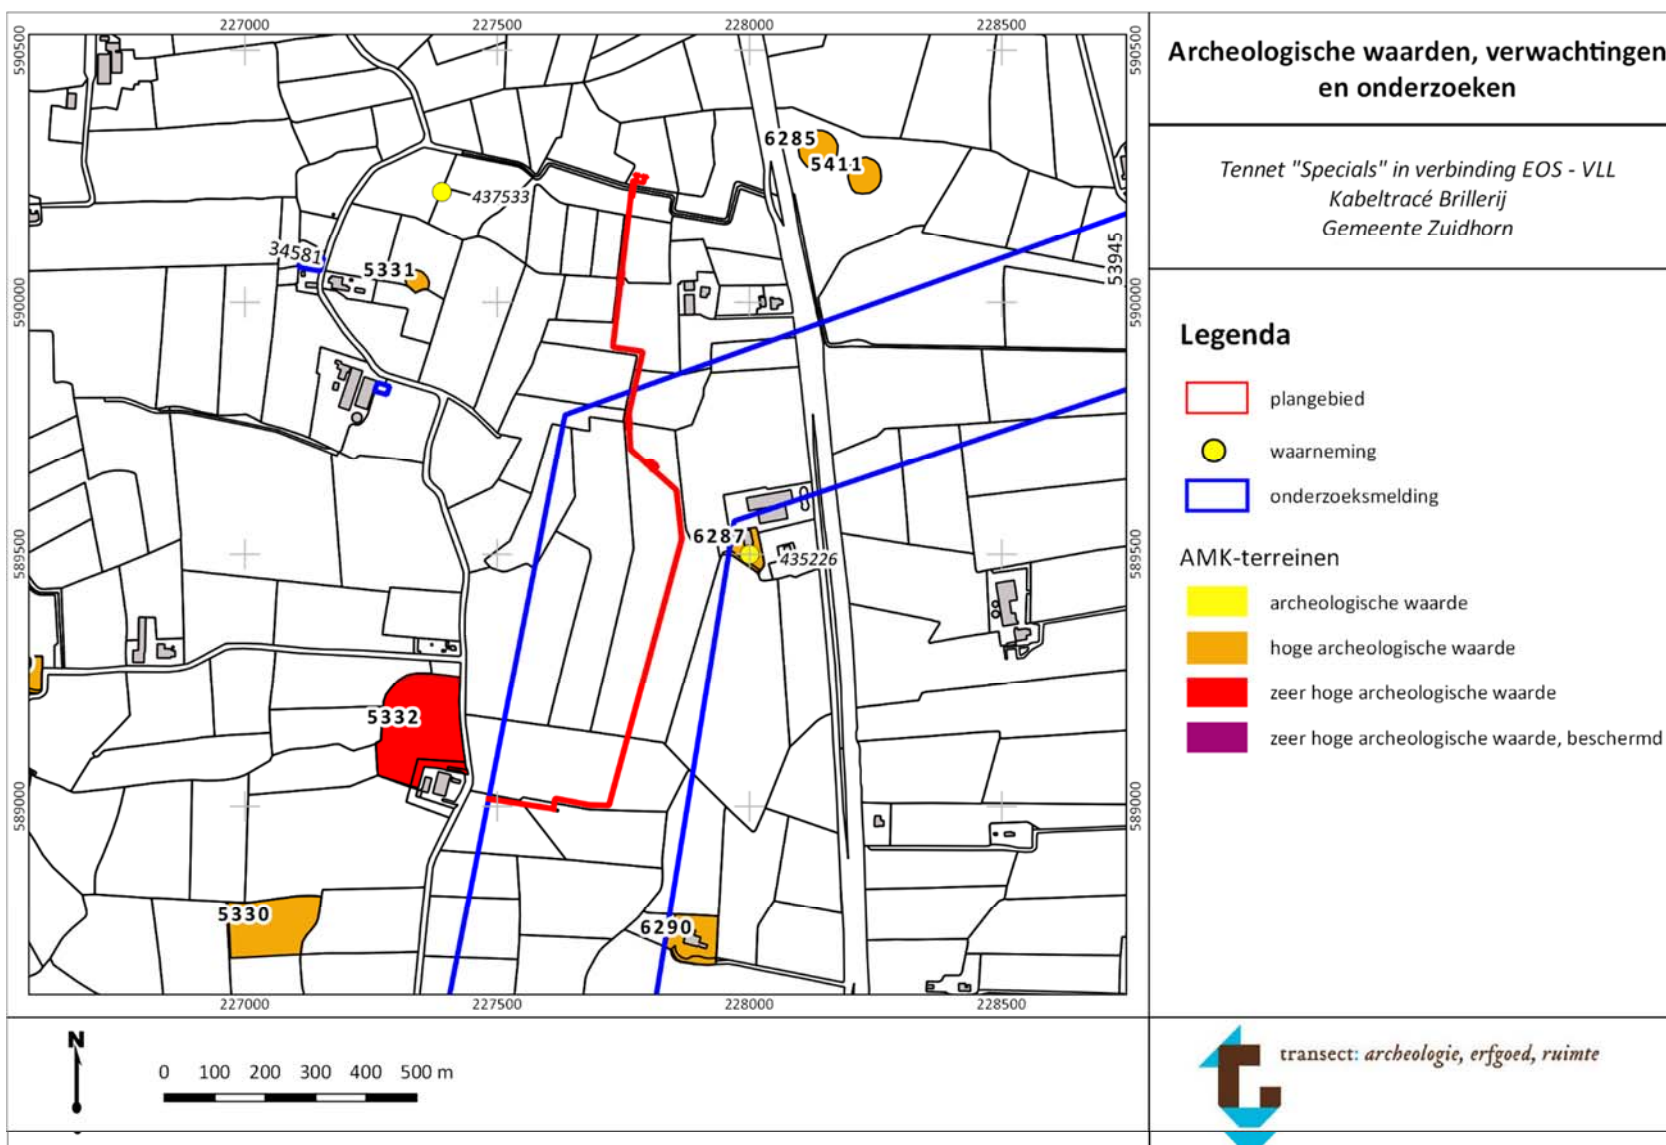 227000 227500 228000 228500
590500 590500
Archeologische waarden, verwachtingen
en onderzoeken
Tennet "Specials" in verbinding EOS - VLL
Kabeltracé Brillerij
Gemeente Zuidhorn
6285
5411
437533
34581
5331
53945
590000 590000
Legenda
plangebied
waarneming
onderzoeksmelding
AMK-terreinen
archeologische waarde
hoge archeologische waarde
zeer hoge archeologische waarde
zeer hoge archeologische waarde, beschermd
6287
435226
589500 589500
5332
589000 589000
5330
6290
227000 227500 228000 228500
N
0 100 200 300 400 500 m
transect: archeologie, erfgoed, ruimte